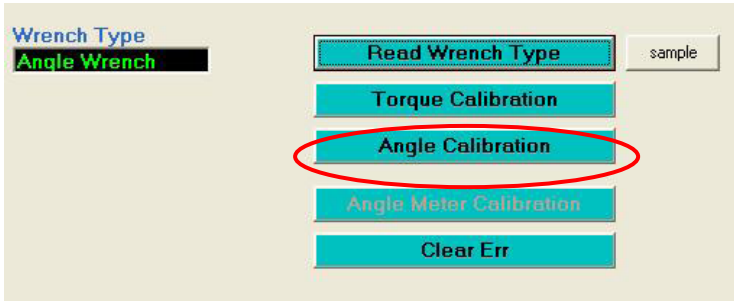 Wrench Type
Angle Wrench
Read Wrench Type
sample
Torque Calibration
Angle Calibration
Angle Meter Calibration
Clear Err